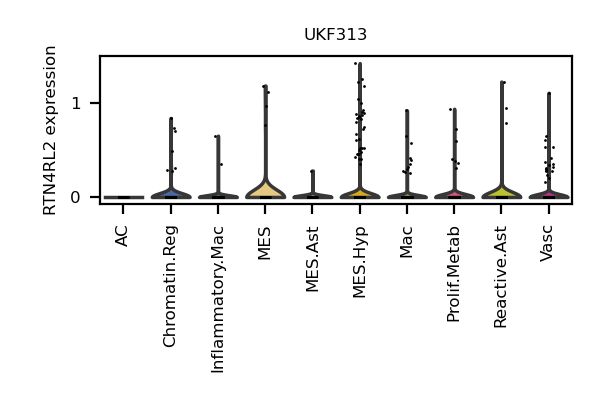 UKF313
RTN4RL2 expression
1
0
AC
Chromatin.Reg
Inflammatory.Mac
MES
MES.Ast
MES.Hyp
Mac
Prolif.Metab
Reactive.Ast
Vasc